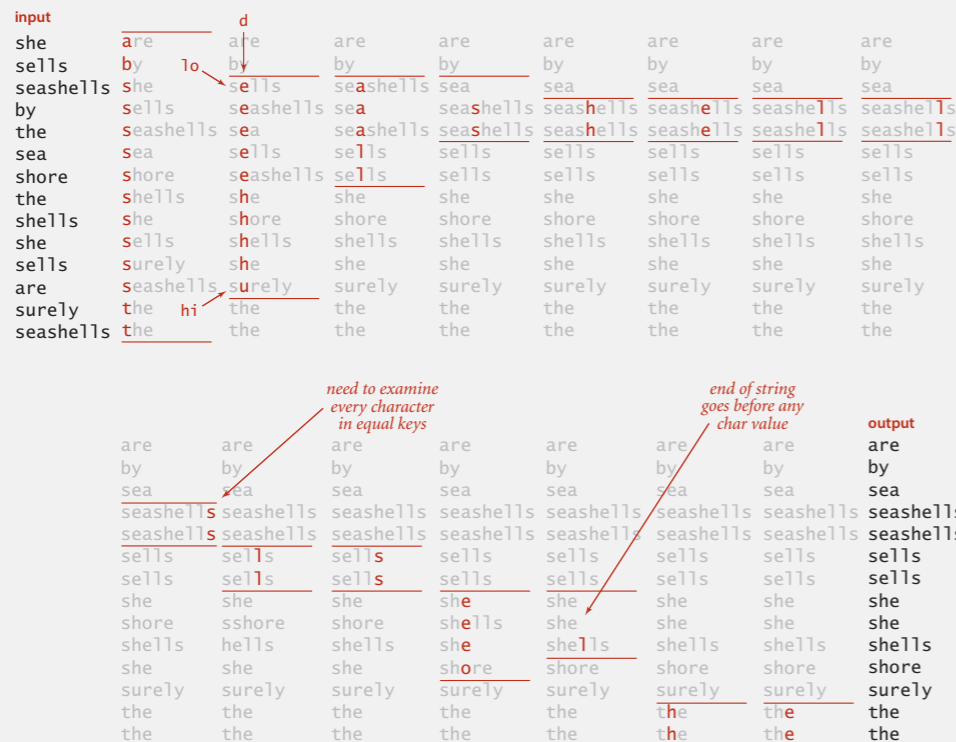 input d
she are are are are are are are are
sells by lo by by by by by by by
seashells she sells seashells sea sea sea sea sea
by sells seashells sea seashells seashells seashells seashells seashells
the seashells sea seashells seashells seashells seashells seashells seashells
sea sea sells sells sells sells sells sells sells
shore shore seashells sells sells sells sells sells sells
the shells she she she she she she she
shells she shore shore shore shore shore shore shore
she sells shells shells shells shells shells shells shells
sells surely she she she she she she she
are seashells surely surely surely surely surely surely surely
surely the hi the the the the the the the
seashells the the the the the the the the
need to examine
every character
in equal keys
end of string
goes before any
char value
output
are are are are are are are are
by by by by by by by by
sea sea sea sea sea sea sea sea
seashells seashells seashells seashells seashells seashells seashells seashells
seashells seashells seashells seashells seashells seashells seashells seashells
sells sells sells sells sells sells sells sells
sells sells sells sells sells sells sells sells
she she she she she she she she
shore sshore shore shells she she she she
shells hells shells she shells shells shells shells
she she she shore shore shore shore shore
surely surely surely surely surely surely surely surely
the the the the the the the the
the the the the the the the the